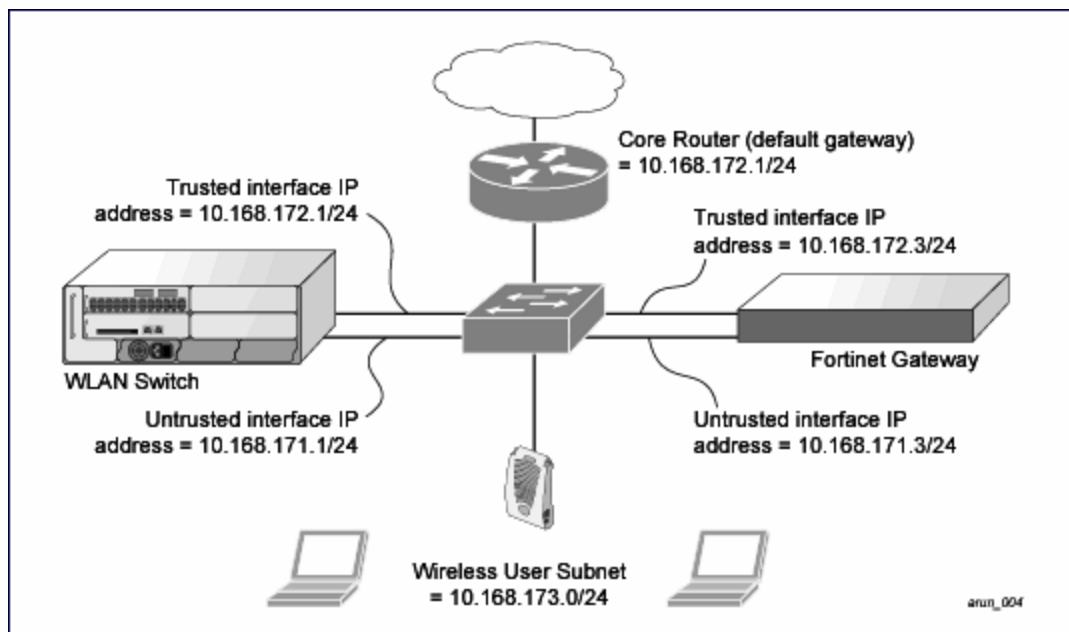 Core Router (default gateway)
= 10.168.172.1/24
Trusted interface IP
address = 10.168.172.1/24
Trusted interface IP
address = 10.168.172.3/24
WLAN Switch
Fortinet Gateway
Untrusted interface IP
address = 10.168.171.1/24
Untrusted interface IP
address = 10.168.171.3/24
Wireless User Subnet
= 10.168.173.0/24
arun_004